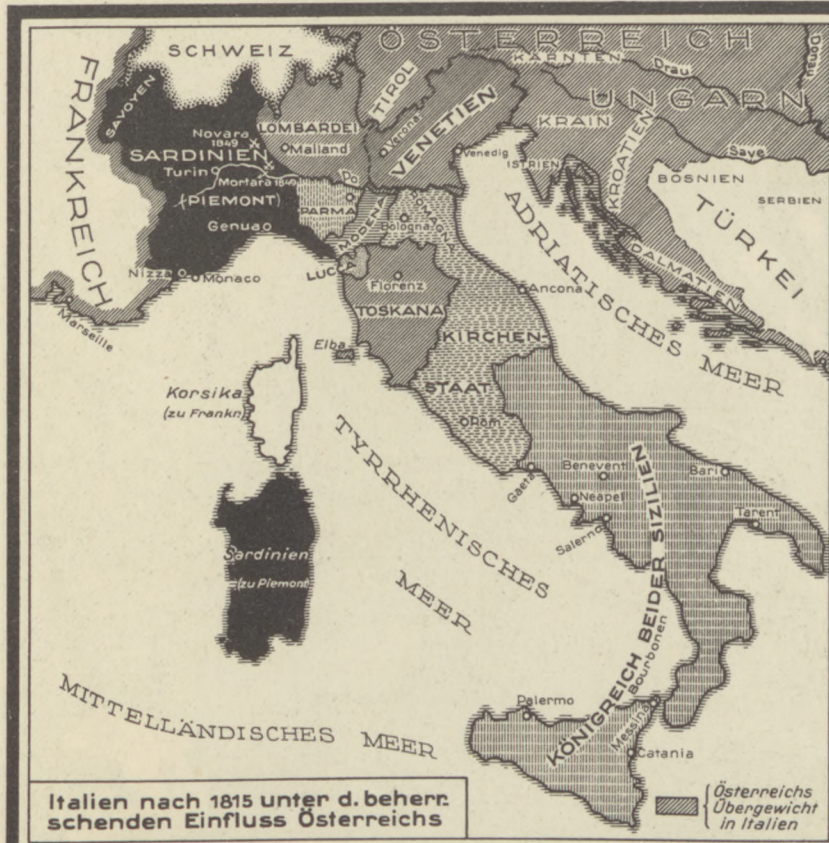 SCHWEIZ
ÖSTERREICH
UNGARN
FRANKREICH
SAVOYEN
TIROL
KÄRNTEN
Drau
Donau
LOMBARDEI
VENETIEN
KRAIN
Novara
1849
Mailand
Verona
Venedig
ISTRIEN
KROATIEN
Save
SARDINIEN
Turin
Mortara 1849
Po
BOSNIEN
SERBIEN
(PIEMONT)
PARMA
MODENA
ROMAGNA
Bologna
TÜRKEI
Genua
LUCCA
DALMATIEN
Nizza
Monaco
Florenz
Ancona
ADRIATISCHES MEER
Marseille
TOSKANA
Elba
KIRCHEN-
STAAT
Korsika
(zu Frankr.)
Rom
TYRRHENISCHES
MEER
Gaeta
Benevent
Neapel
Salerno
Bari
Tarent
Sardinien
(zu Piemont)
KÖNIGREICH BEIDER SIZILIEN
Bourbonen
Palermo
Messina
Catania
MITTELLÄNDISCHES MEER
Italien nach 1815 unter d. beherr-
schenden Einfluss Österreichs
Österreichs
Übergewicht
in Italien